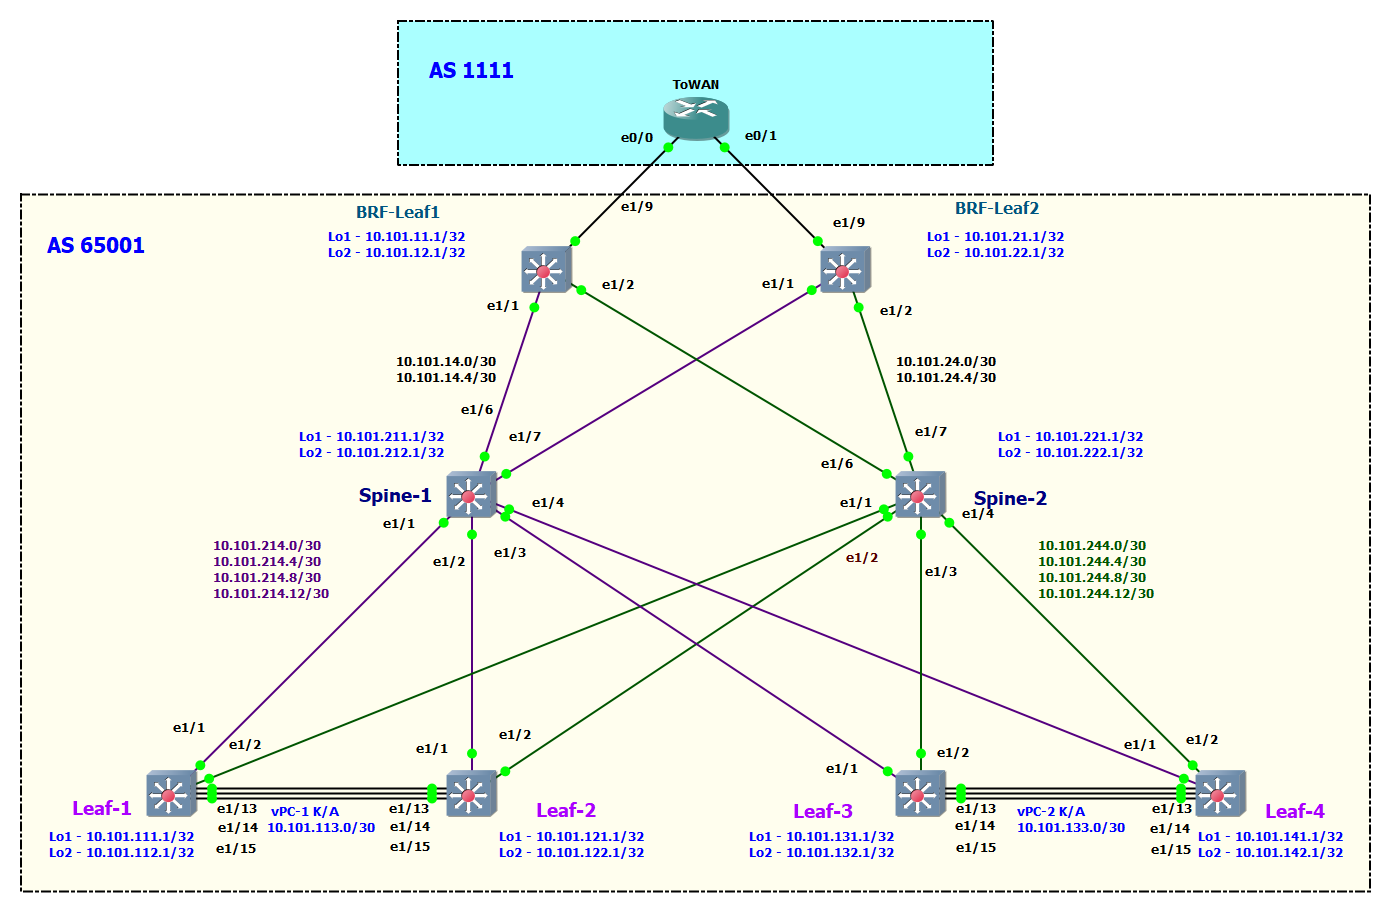 AS 1111
ToWAN
e0/0
e0/1
AS 65001
BRF-Leaf1
Lo1 - 10.101.11.1/32
Lo2 - 10.101.12.1/32
e1/9
e1/9
BRF-Leaf2
Lo1 - 10.101.21.1/32
Lo2 - 10.101.22.1/32
e1/1
e1/2
e1/1
e1/2
10.101.14.0/30
10.101.14.4/30
10.101.24.0/30
10.101.24.4/30
e1/6
e1/7
e1/6
e1/7
Lo1 - 10.101.211.1/32
Lo2 - 10.101.212.1/32
Lo1 - 10.101.221.1/32
Lo2 - 10.101.222.1/32
Spine-1
Spine-2
e1/1
e1/2
e1/3
e1/4
e1/1
e1/2
e1/3
e1/4
10.101.214.0/30
10.101.214.4/30
10.101.214.8/30
10.101.214.12/30
10.101.244.0/30
10.101.244.4/30
10.101.244.8/30
10.101.244.12/30
e1/1
e1/2
e1/1
e1/2
e1/1
e1/2
e1/1
e1/2
Leaf-1
Lo1 - 10.101.111.1/32
Lo2 - 10.101.112.1/32
e1/13
e1/14
e1/15
vPC-1 K/A
10.101.113.0/30
e1/13
e1/14
e1/15
Leaf-2
Lo1 - 10.101.121.1/32
Lo2 - 10.101.122.1/32
Leaf-3
Lo1 - 10.101.131.1/32
Lo2 - 10.101.132.1/32
e1/13
e1/14
e1/15
vPC-2 K/A
10.101.133.0/30
e1/13
e1/14
e1/15
Leaf-4
Lo1 - 10.101.141.1/32
Lo2 - 10.101.142.1/32